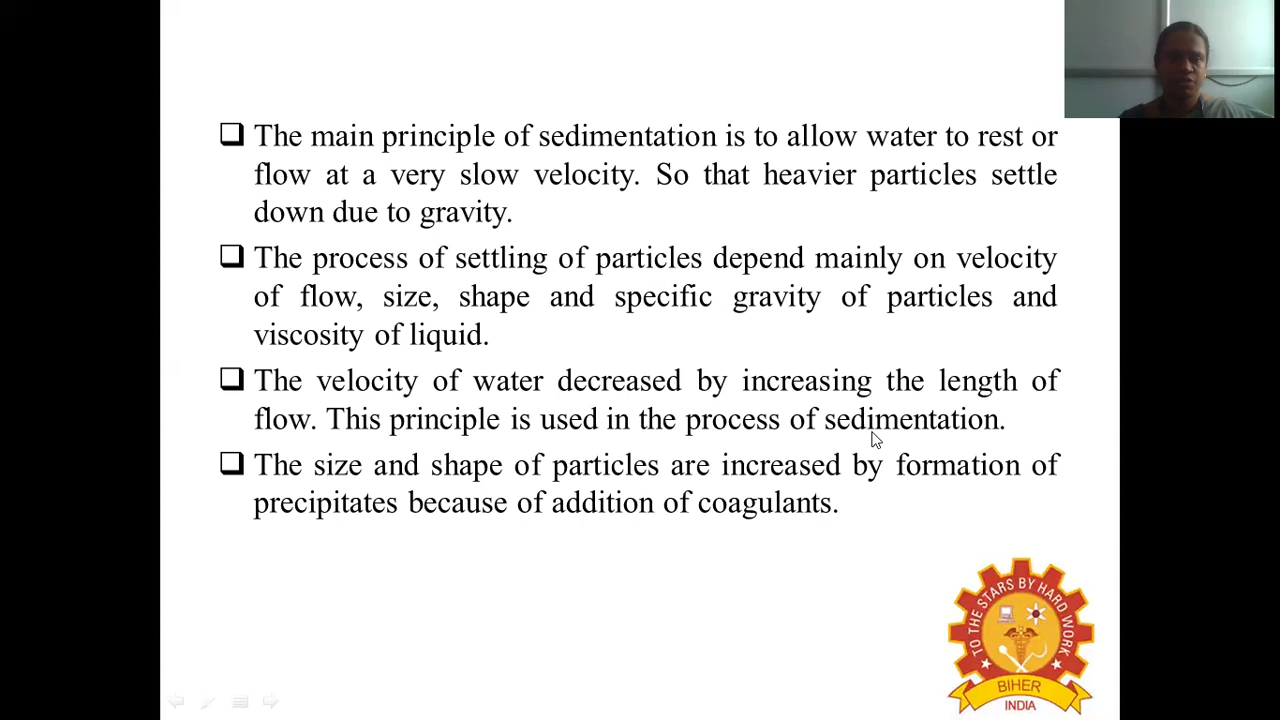 The main principle of sedimentation is to allow water to rest or
flow at a very slow velocity. So that heavier particles settle
down due to gravity.
The process of settling of particles depend mainly on velocity
of flow, size, shape and specific gravity of particles and
viscosity of liquid.
The velocity of water decreased by increasing the length of
flow. This principle is used in the process of sedimentation.
The size and shape of particles are increased by formation of
precipitates because of addition of coagulants.
TO THE STARS BY HARD WORK
BIHER
INDIA